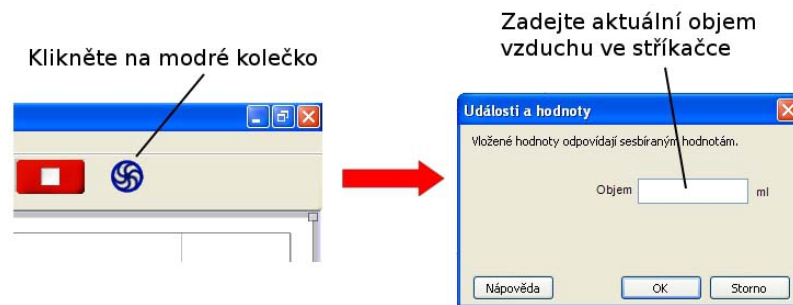 Klikněte na modré kolečko
Zadejte aktuální objem
vzduchu ve stříkačce
Události a hodnoty
Vložené hodnoty odpovídají sesbíraným hodnotám.
Objem ml
Nápověda OK Storno